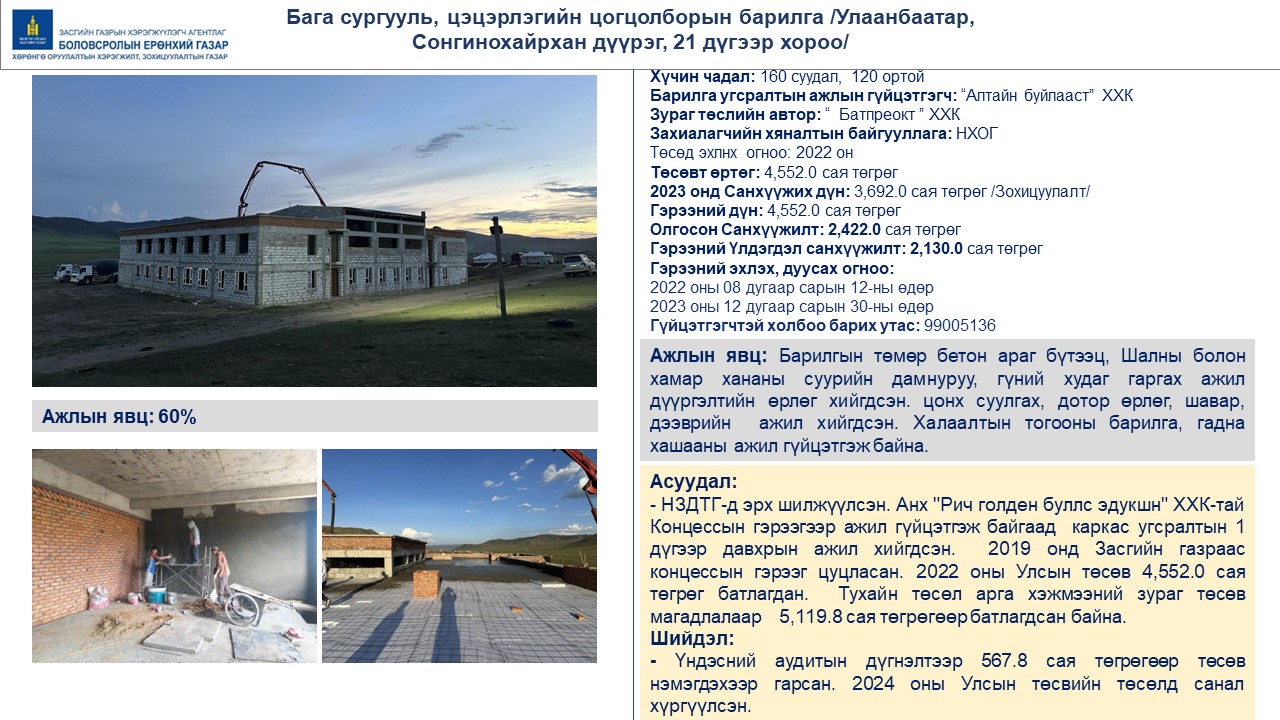 ЗАСГИЙН ГАЗРЫН ХЭРЭГЖҮҮЛЭГЧ АГЕНТЛАГ
БОЛОВСРОЛЫН ЕРӨНХИЙ ГАЗАР
ХӨРӨНГӨ ОРУУЛАЛТЫН ХЭРЭГЖИЛТ, ЗОХИЦУУЛАЛТЫН ГАЗАР
Бага сургууль, цэцэрлэгийн цогцолборын барилга /Улаанбаатар,
Сонгинохайрхан дүүрэг, 21 дүгээр хороо/
Ажлын явц: 60%
Хүчин чадал: 160 суудал, 120 ортой
Барилга угсралтын ажлын гүйцэтгэгч: “Алтайн буйлааст” ХХК
Зураг төслийн автор: “ Батпреокт ” ХХК
Захиалагчийн хяналтын байгууллага: НХОГ
Төсөд эхлнх огноо: 2022 он
Төсөвт өртөг: 4,552.0 сая төгрөг
2023 онд Санхүүжих дүн: 3,692.0 сая төгрөг /Зохицуулалт/
Гэрээний дүн: 4,552.0 сая төгрөг
Олгосон Санхүүжилт: 2,422.0 сая төгрөг
Гэрээний Үлдэгдэл санхүүжилт: 2,130.0 сая төгрөг
Гэрээний эхлэх, дуусах огноо:
2022 оны 08 дугаар сарын 12-ны өдөр
2023 оны 12 дугаар сарын 30-ны өдөр
Гүйцэтгэгчтэй холбоо барих утас: 99005136
Ажлын явц: Барилгын төмөр бетон араг бүтээц, Шалны болон
хамар хананы суурийн дамнуруу, гүний худаг гаргах ажил
дүүргэлтийн өрлөг хийгдсэн. цонх суулгах, дотор өрлөг, шавар,
дээврийн ажил хийгдсэн. Халаалтын тогооны барилга, гадна
хашааны ажил гүйцэтгэж байна.
Асуудал:
- НЗДТГ-д эрх шилжүүлсэн. Анх "Рич голден буллс эдукшн" ХХК-тай
Концессын гэрээгээр ажил гүйцэтгэж байгаад каркас угсралтын 1
дүгээр давхрын ажил хийгдсэн. 2019 онд Засгийн газраас
концессын гэрээг цуцласан. 2022 оны Улсын төсөв 4,552.0 сая
төгрөг батлагдан. Тухайн төсөл арга хэжмээний зураг төсөв
магадлалаар 5,119.8 сая төгрөгөөр батлагдсан байна.
Шийдэл:
- Үндэсний аудитын дүгнэлтээр 567.8 сая төгрөгөөр төсөв
нэмэгдэхээр гарсан. 2024 оны Улсын төсвийн төсөлд санал
хүргүүлсэн.